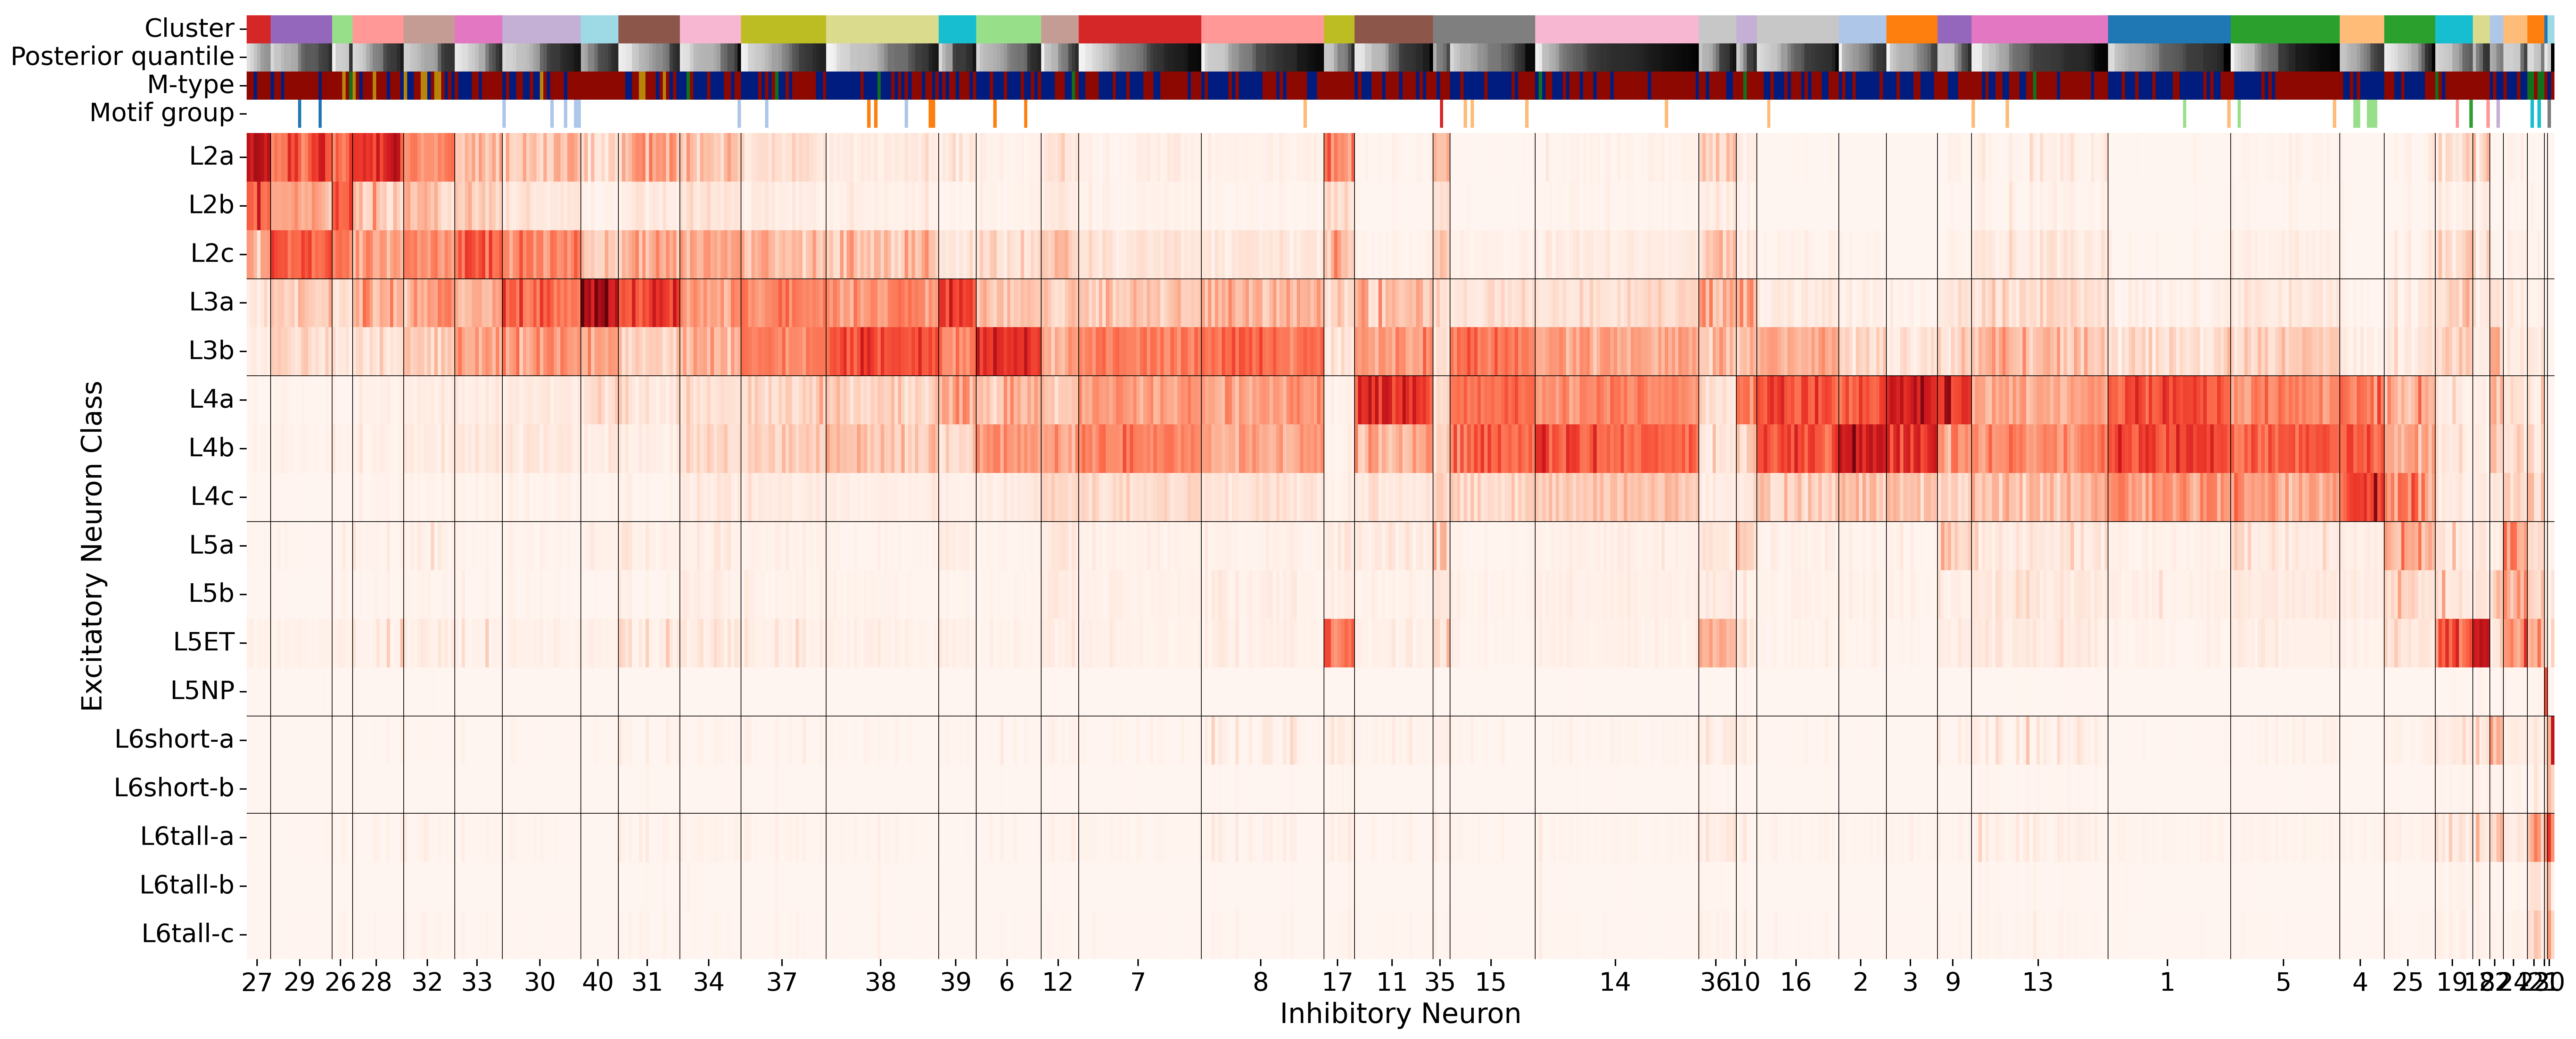 Cluster
Posterior quantile
M-type
Motif group
L2a
L2b
L2c
L3a
L3b
L4a
L4b
L4c
L5a
L5b
L5ET
L5NP
L6short-a
L6short-b
L6tall-a
L6tall-b
L6tall-c
Excitatory Neuron Class
27 29 26 28 32 33 30 40 31 34 37 38 39 6 12 7 8 17 11 35 15 14 36 10 16 2 3 9 13 1 5 4 25 19
Inhibitory Neuron